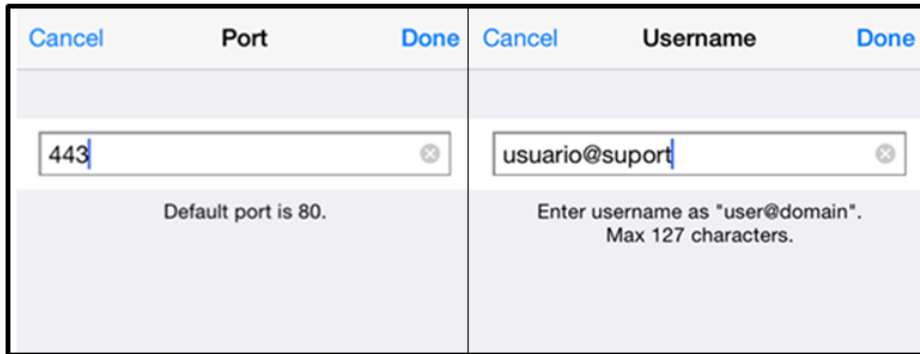 Cancel Port Done
443
Default port is 80.
Cancel Username Done
usuario@suport
Enter username as "user@domain".
Max 127 characters.